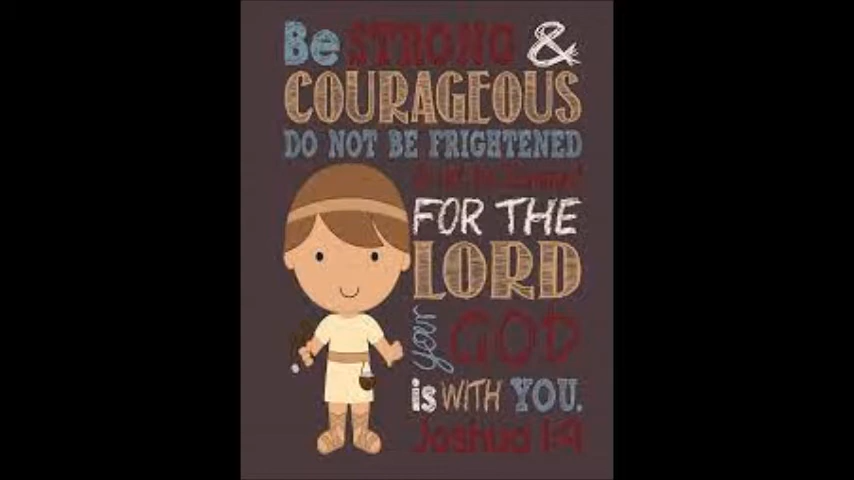 Be STRONG &
COURAGEOUS
DO NOT BE FRIGHTENED
FOR THE
LORD
your GOD
is WITH YOU.
Joshua 1:9